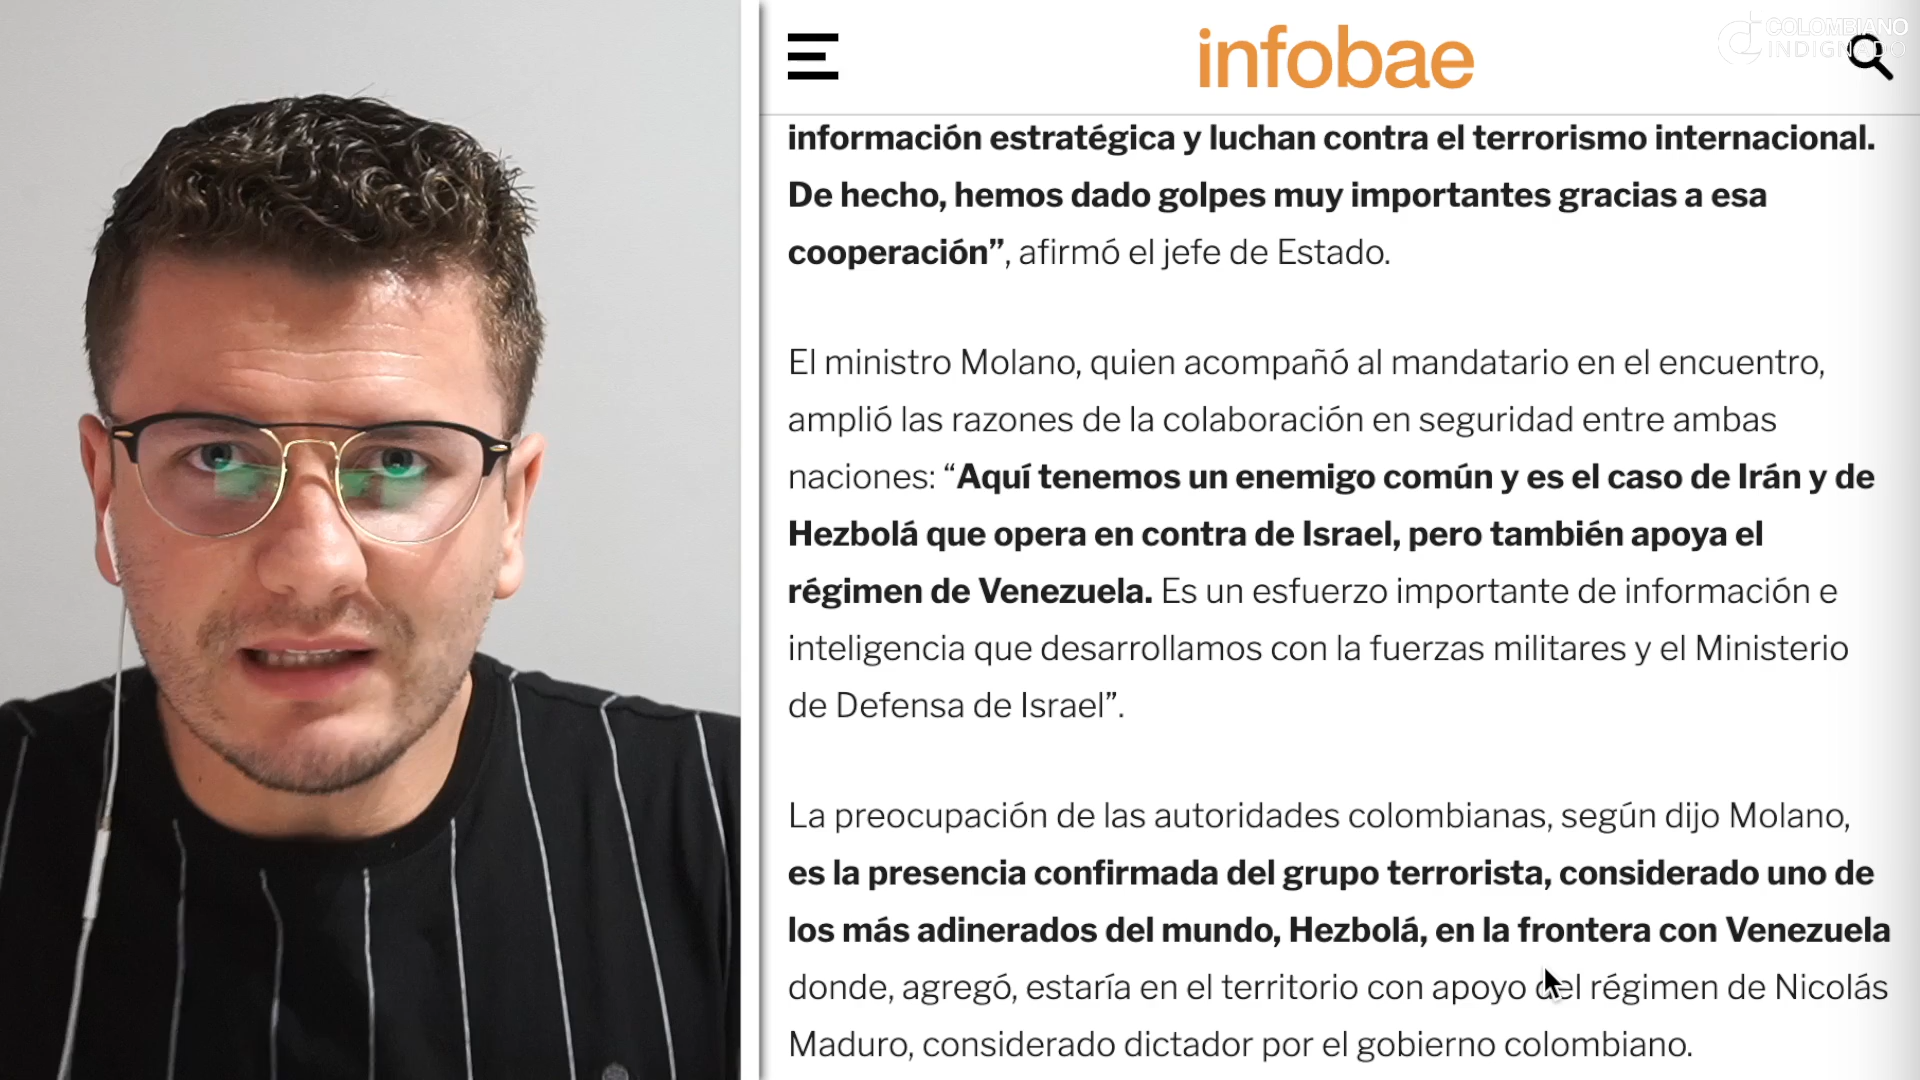 infobae
COLOMBIANO
INDIGNADO
información estratégica y luchan contra el terrorismo internacional.
De hecho, hemos dado golpes muy importantes gracias a esa
cooperación”, afirmó el jefe de Estado.
El ministro Molano, quien acompañó al mandatario en el encuentro,
amplió las razones de la colaboración en seguridad entre ambas
naciones: “Aquí tenemos un enemigo común y es el caso de Irán y de
Hezbolá que opera en contra de Israel, pero también apoya el
régimen de Venezuela. Es un esfuerzo importante de información e
inteligencia que desarrollamos con la fuerzas militares y el Ministerio
de Defensa de Israel”.
La preocupación de las autoridades colombianas, según dijo Molano,
es la presencia confirmada del grupo terrorista, considerado uno de
los más adinerados del mundo, Hezbolá, en la frontera con Venezuela
donde, agregó, estaría en el territorio con apoyo del régimen de Nicolás
Maduro, considerado dictador por el gobierno colombiano.